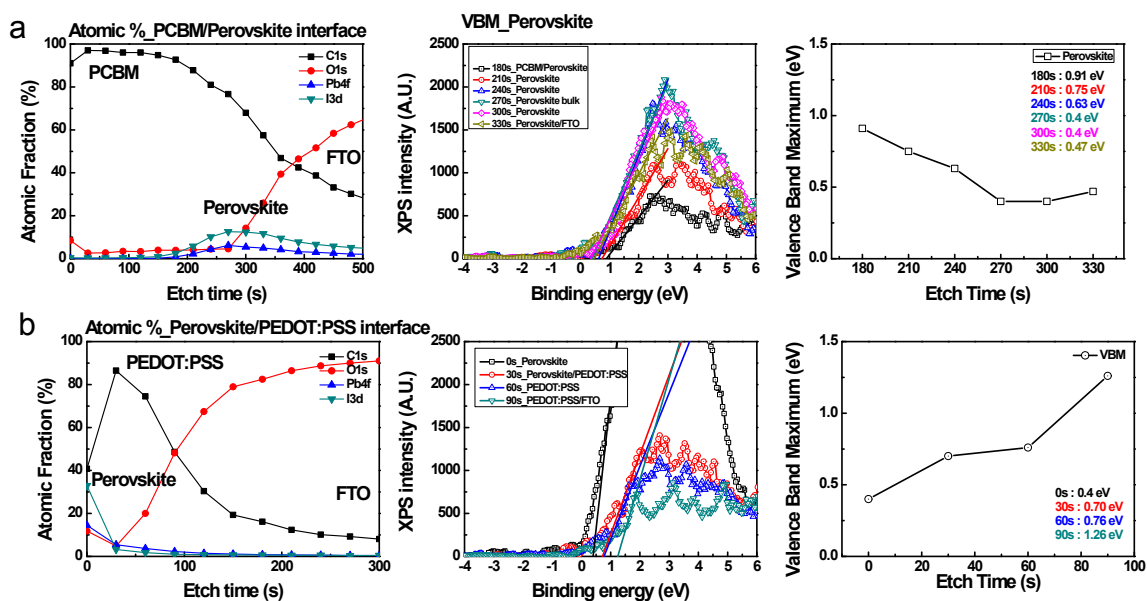 a
Atomic %_PCBM/Perovskite interface
100
80
60
40
20
0
Atomic Fraction (%)
PCBM
C1s
O1s
Pb4f
I3d
Perovskite
FTO
0
100
200
300
400
500
Etch time (s)
VBM_Perovskite
2500
2000
1500
1000
500
0
XPS intensity (A.U.)
180s_PCBM/Perovskite
210s_Perovskite
240s_Perovskite
270s_Perovskite bulk
300s_Perovskite
330s_Perovskite/FTO
-4
-3
-2
-1
0
1
2
3
4
5
6
Binding energy (eV)
1.5
1.0
0.5
0.0
Valence Band Maximum (eV)
Perovskite
180s : 0.91 eV
210s : 0.75 eV
240s : 0.63 eV
270s : 0.4 eV
300s : 0.4 eV
330s : 0.47 eV
180
210
240
270
300
330
Etch Time (s)
b
Atomic %_Perovskite/PEDOT:PSS interface
100
80
60
40
20
0
Atomic Fraction (%)
PEDOT:PSS
C1s
O1s
Pb4f
I3d
Perovskite
FTO
0
100
200
300
Etch time (s)
2500
2000
1500
1000
500
0
XPS intensity (A.U.)
0s_Perovskite
30s_Perovskite/PEDOT:PSS
60s_PEDOT:PSS
90s_PEDOT:PSS/FTO
-4
-3
-2
-1
0
1
2
3
4
5
6
Binding energy (eV)
1.5
1.0
0.5
0.0
Valence Band Maximum (eV)
VBM
0s : 0.4 eV
30s : 0.70 eV
60s : 0.76 eV
90s : 1.26 eV
0
20
40
60
80
100
Etch Time (s)